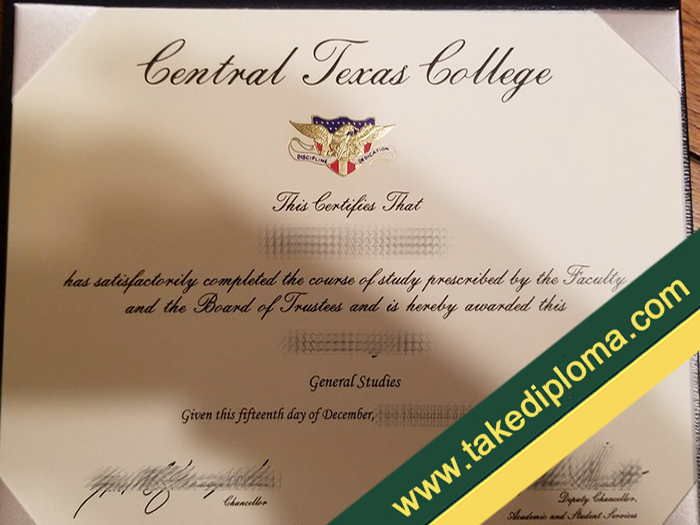 Central Texas College
DISCIPLINE DEDICATION
This Certifies That
has satisfactorily completed the course of study prescribed by the Faculty
and the Board of Trustees and is hereby awarded this
General Studies
Given this fifteenth day of December,
www.takediploma.com
Chancellor
Deputy Chancellor,
Academic and Student Services